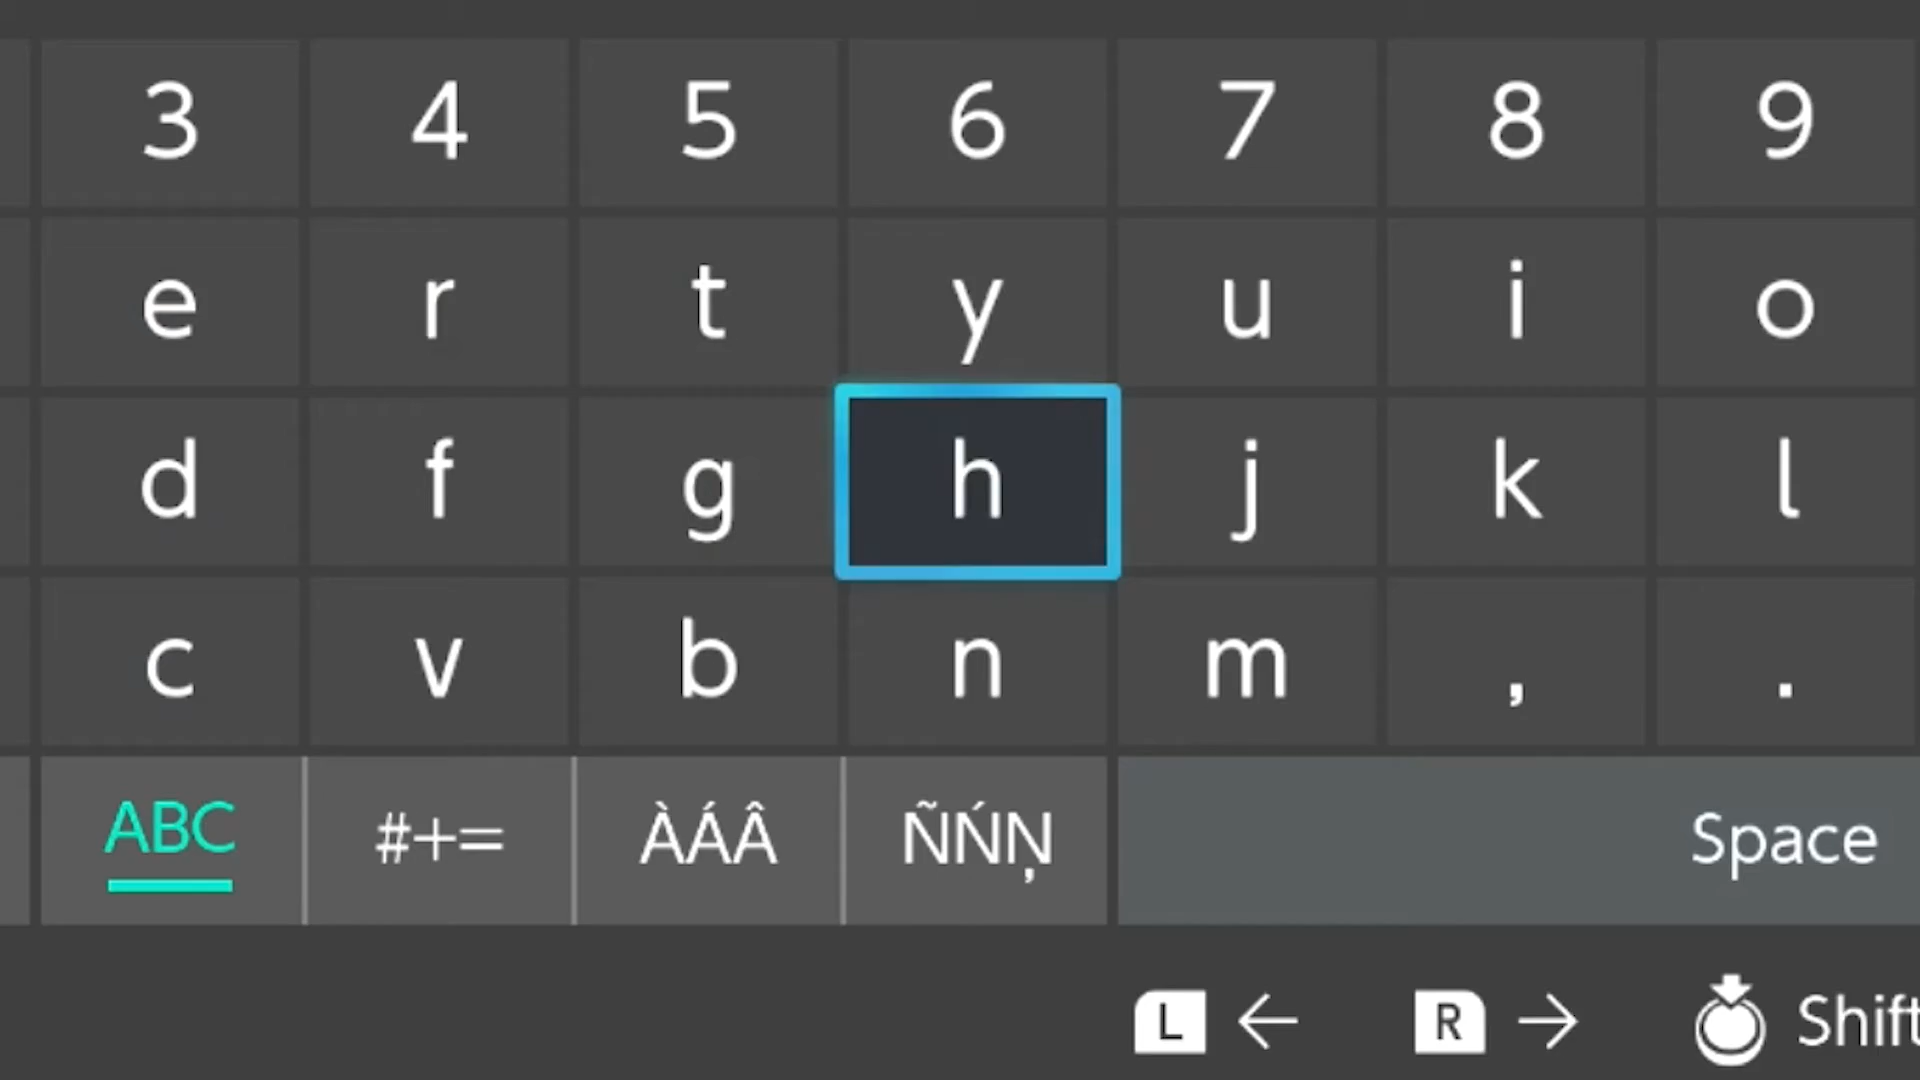 3 4 5 6 7 8 9
e r t y u i o
d f g h j k l
c v b n m , .
ABC #+= ÀÁÂ ÑŃŅ Space
L ← R → Shift